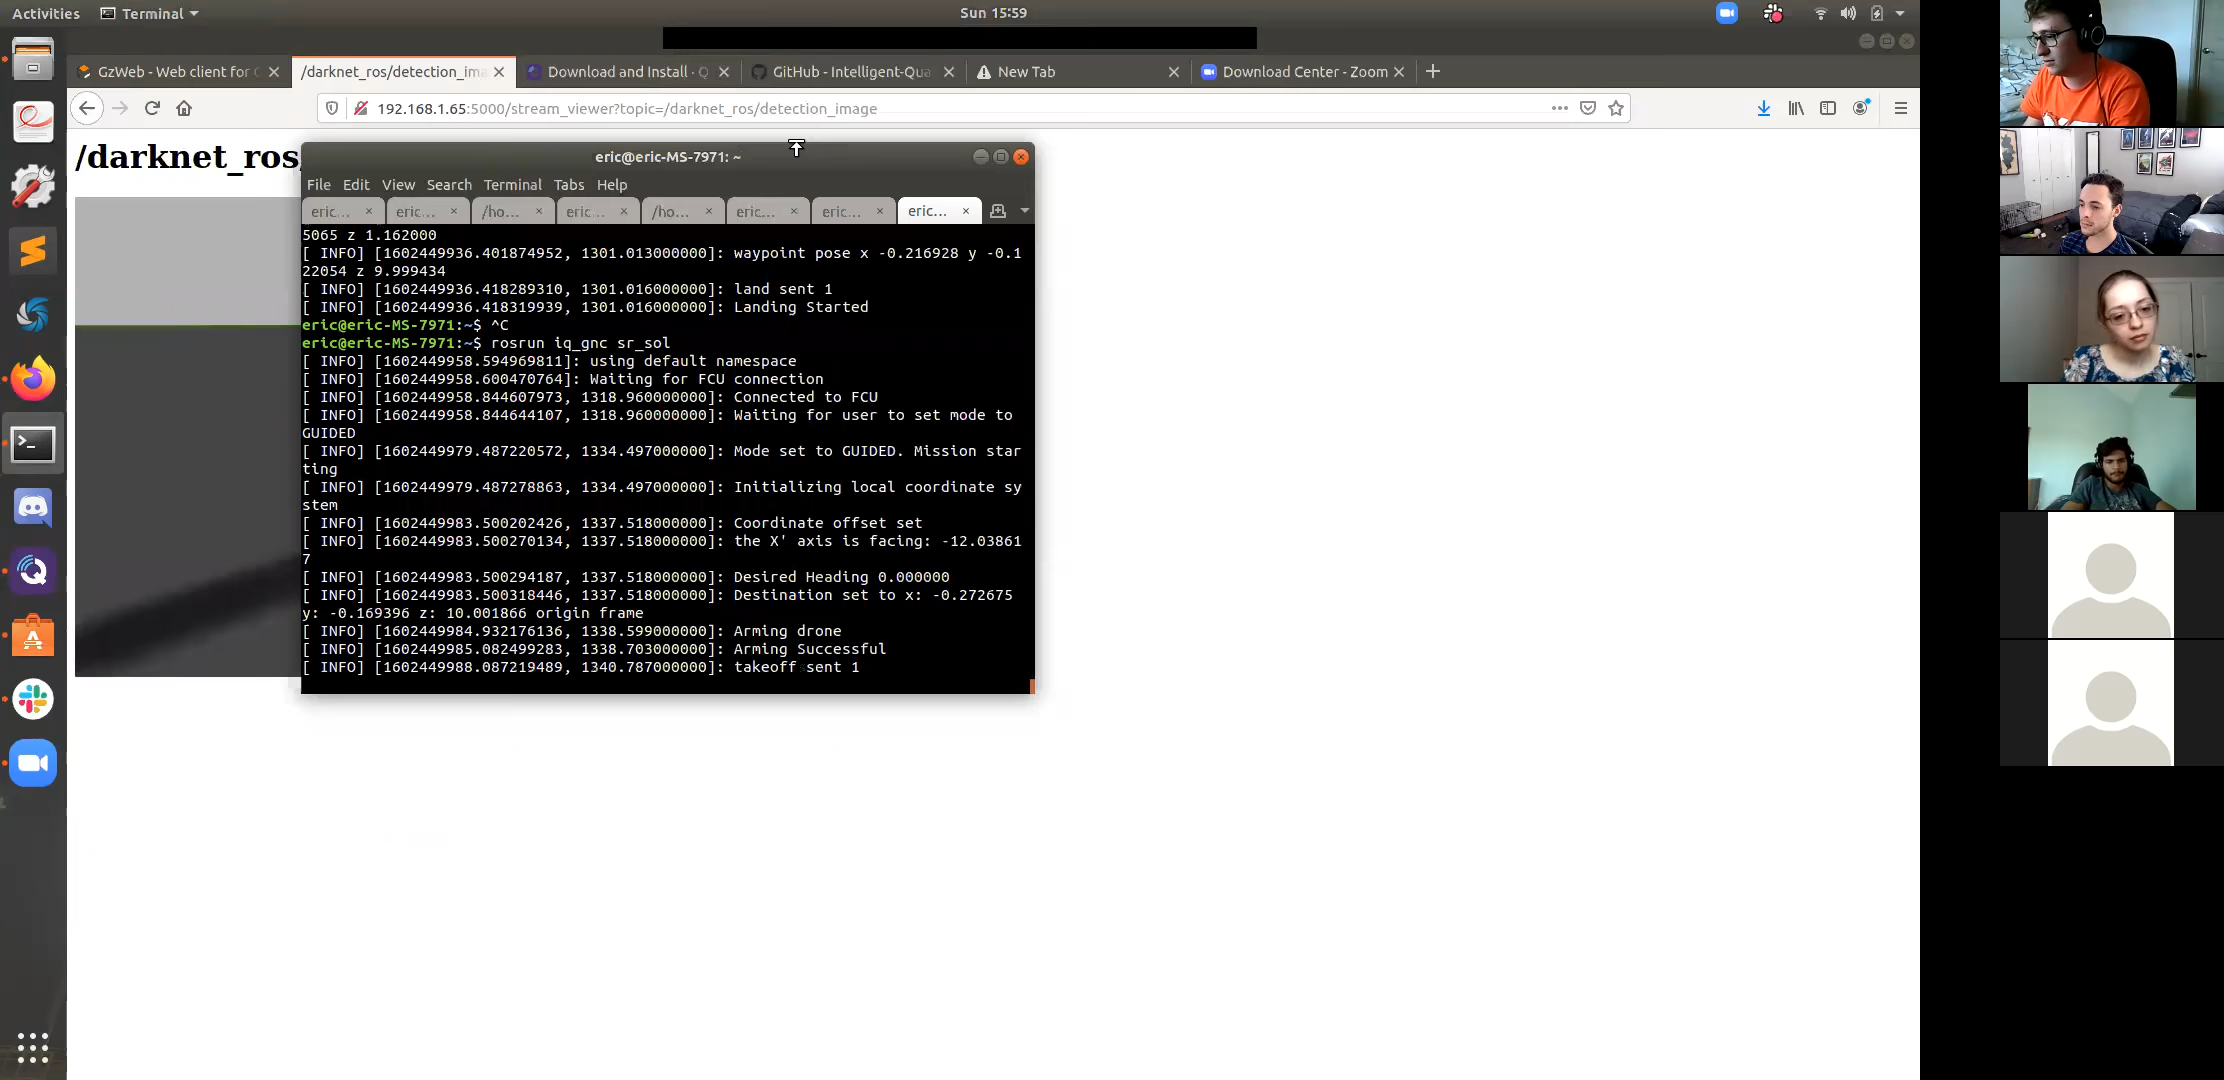 Activities Terminal Sun 15:59
GzWeb - Web client for G /darknet_ros/detection_ima Download and Install · Q GitHub - Intelligent-Qua New Tab Download Center - Zoom
192.168.1.65:5000/stream_viewer?topic=/darknet_ros/detection_image
/darknet_ros
eric@eric-MS-7971: ~
File Edit View Search Terminal Tabs Help
eric... eric... /ho... eric... /ho... eric... eric... eric...
5065 z 1.162000
[ INFO] [1602449936.401874952, 1301.013000000]: waypoint pose x -0.216928 y -0.1
22054 z 9.999434
[ INFO] [1602449936.418289310, 1301.016000000]: land sent 1
[ INFO] [1602449936.418319939, 1301.016000000]: Landing Started
eric@eric-MS-7971:~$ ^C
eric@eric-MS-7971:~$ rosrun iq_gnc sr_sol
[ INFO] [1602449958.594969811]: using default namespace
[ INFO] [1602449958.600470764]: Waiting for FCU connection
[ INFO] [1602449958.844607973, 1318.960000000]: Connected to FCU
[ INFO] [1602449958.844644107, 1318.960000000]: Waiting for user to set mode to
GUIDED
[ INFO] [1602449979.487220572, 1334.497000000]: Mode set to GUIDED. Mission star
ting
[ INFO] [1602449979.487278863, 1334.497000000]: Initializing local coordinate sy
stem
[ INFO] [1602449983.500202426, 1337.518000000]: Coordinate offset set
[ INFO] [1602449983.500270134, 1337.518000000]: the X' axis is facing: -12.03861
7
[ INFO] [1602449983.500294187, 1337.518000000]: Desired Heading 0.000000
[ INFO] [1602449983.500318446, 1337.518000000]: Destination set to x: -0.272675
y: -0.169396 z: 10.001866 origin frame
[ INFO] [1602449984.932176136, 1338.599000000]: Arming drone
[ INFO] [1602449985.082499283, 1338.703000000]: Arming Successful
[ INFO] [1602449988.087219489, 1340.787000000]: takeoff sent 1